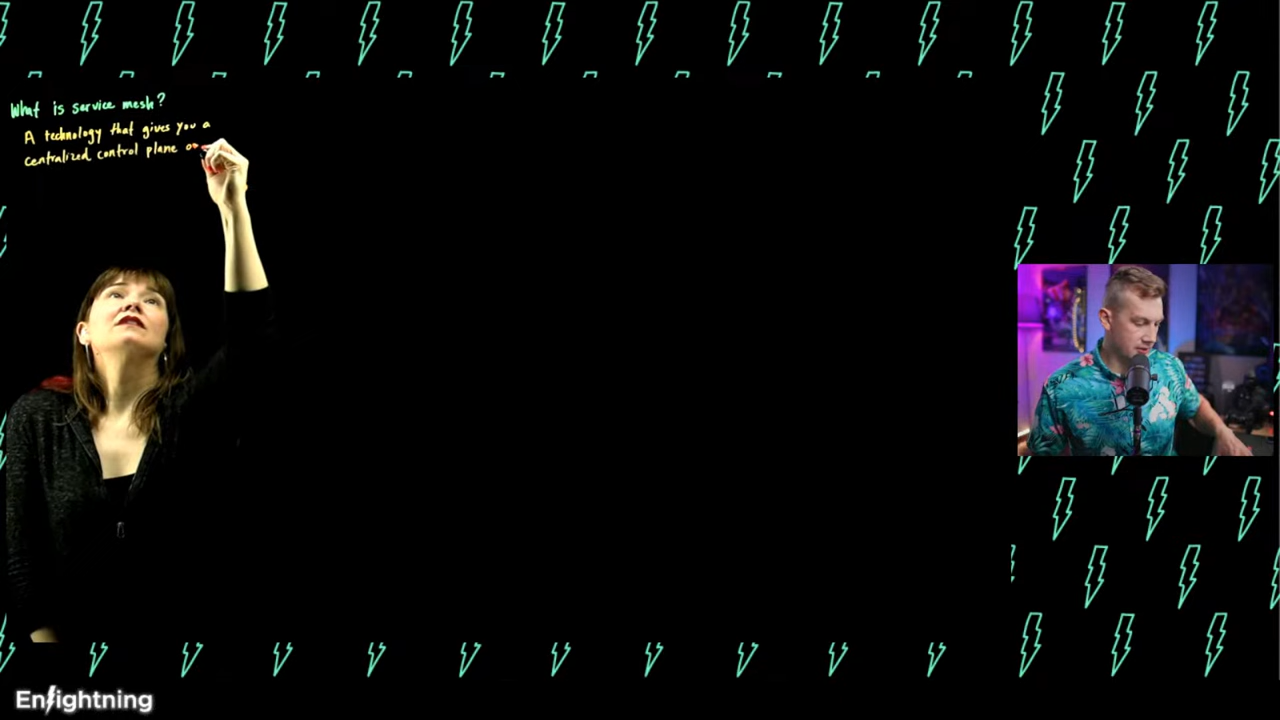 What is service mesh?
A technology that gives you a
centralized control plane
Enlightning